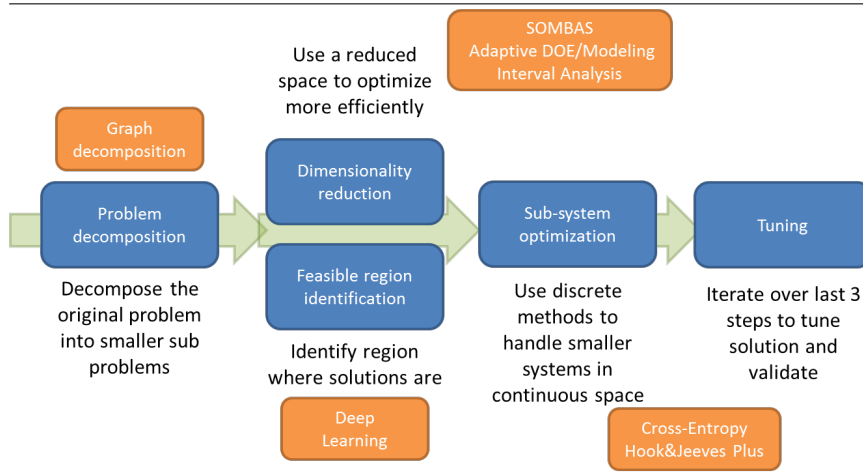 SOMBAS
Adaptive DOE/Modeling
Interval Analysis
Use a reduced
space to optimize
more efficiently
Graph
decomposition
Problem
decomposition
Decompose the
original problem
into smaller sub
problems
Dimensionality
reduction
Feasible region
identification
Identify region
where solutions are
Deep
Learning
Sub-system
optimization
Use discrete
methods to
handle smaller
systems in
continuous space
Tuning
Iterate over last 3
steps to tune
solution and
validate
Cross-Entropy
Hook&Jeeves Plus